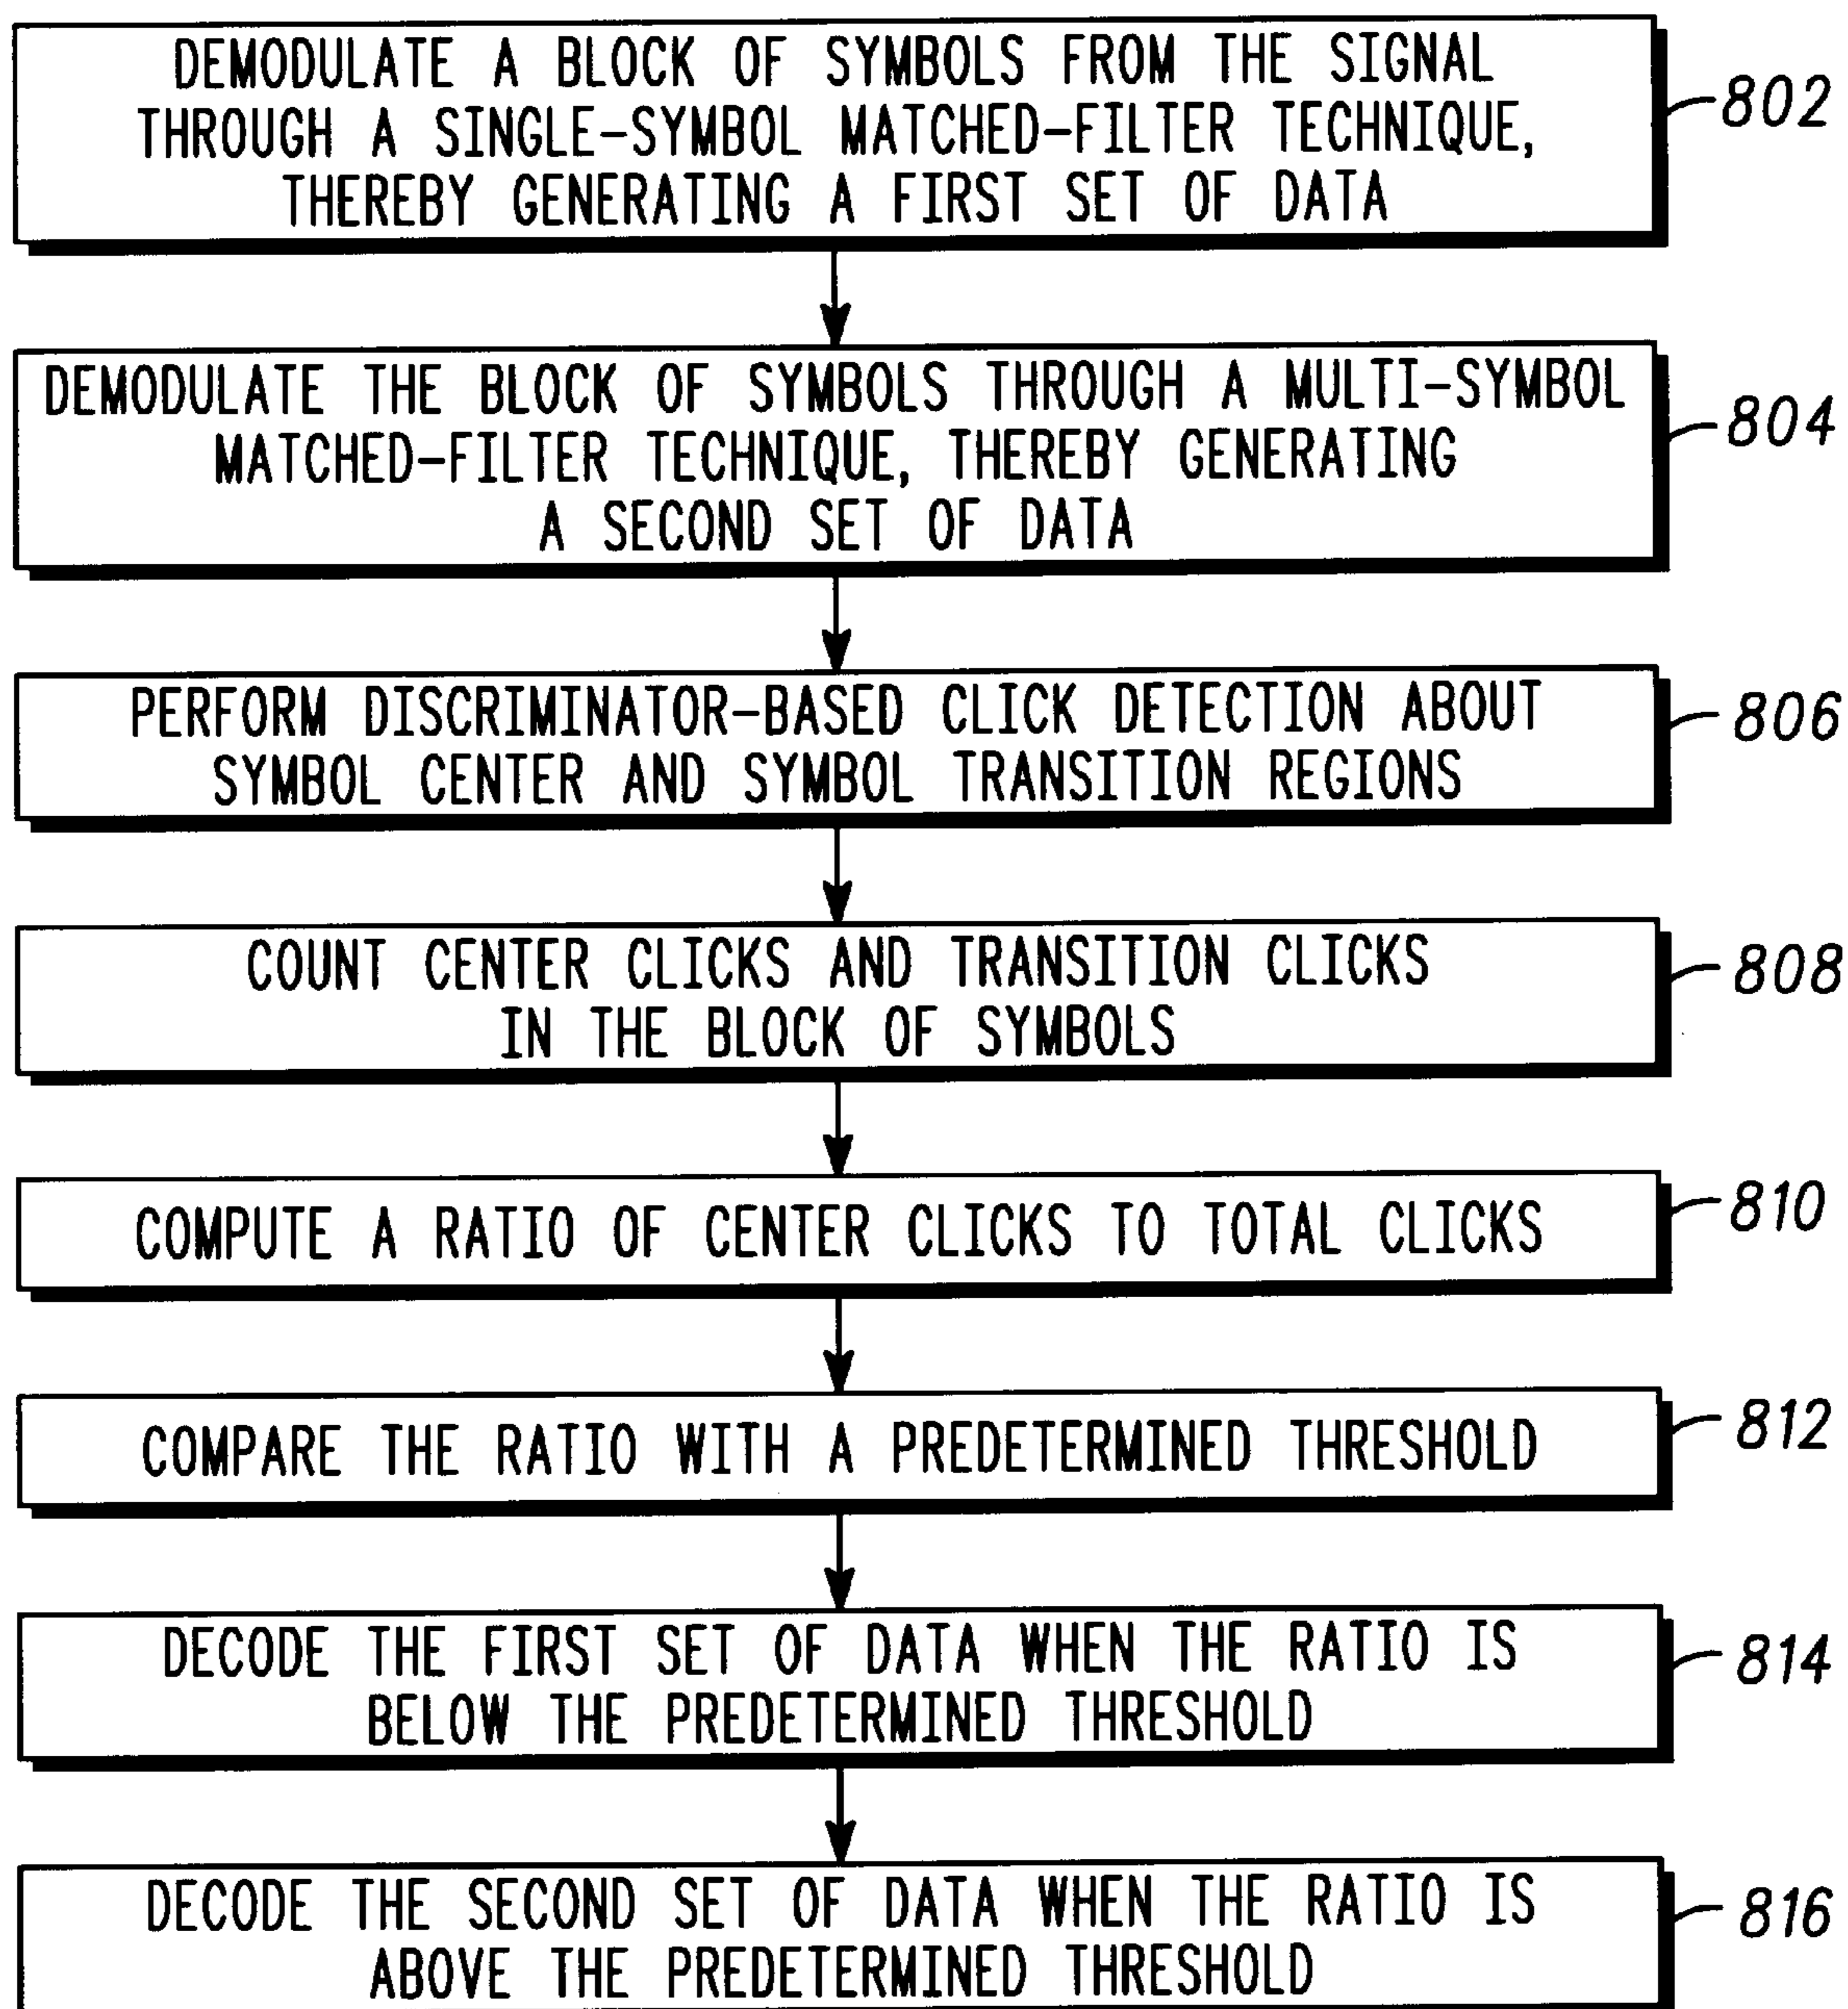 DEMODULATE A BLOCK OF SYMBOLS FROM THE SIGNAL
THROUGH A SINGLE-SYMBOL MATCHED-FILTER TECHNIQUE,
THEREBY GENERATING A FIRST SET OF DATA
802
DEMODULATE THE BLOCK OF SYMBOLS THROUGH A MULTI-SYMBOL
MATCHED-FILTER TECHNIQUE, THEREBY GENERATING
A SECOND SET OF DATA
804
PERFORM DISCRIMINATOR-BASED CLICK DETECTION ABOUT
SYMBOL CENTER AND SYMBOL TRANSITION REGIONS
806
COUNT CENTER CLICKS AND TRANSITION CLICKS
IN THE BLOCK OF SYMBOLS
808
COMPUTE A RATIO OF CENTER CLICKS TO TOTAL CLICKS
810
COMPARE THE RATIO WITH A PREDETERMINED THRESHOLD
812
DECODE THE FIRST SET OF DATA WHEN THE RATIO IS
BELOW THE PREDETERMINED THRESHOLD
814
DECODE THE SECOND SET OF DATA WHEN THE RATIO IS
ABOVE THE PREDETERMINED THRESHOLD
816